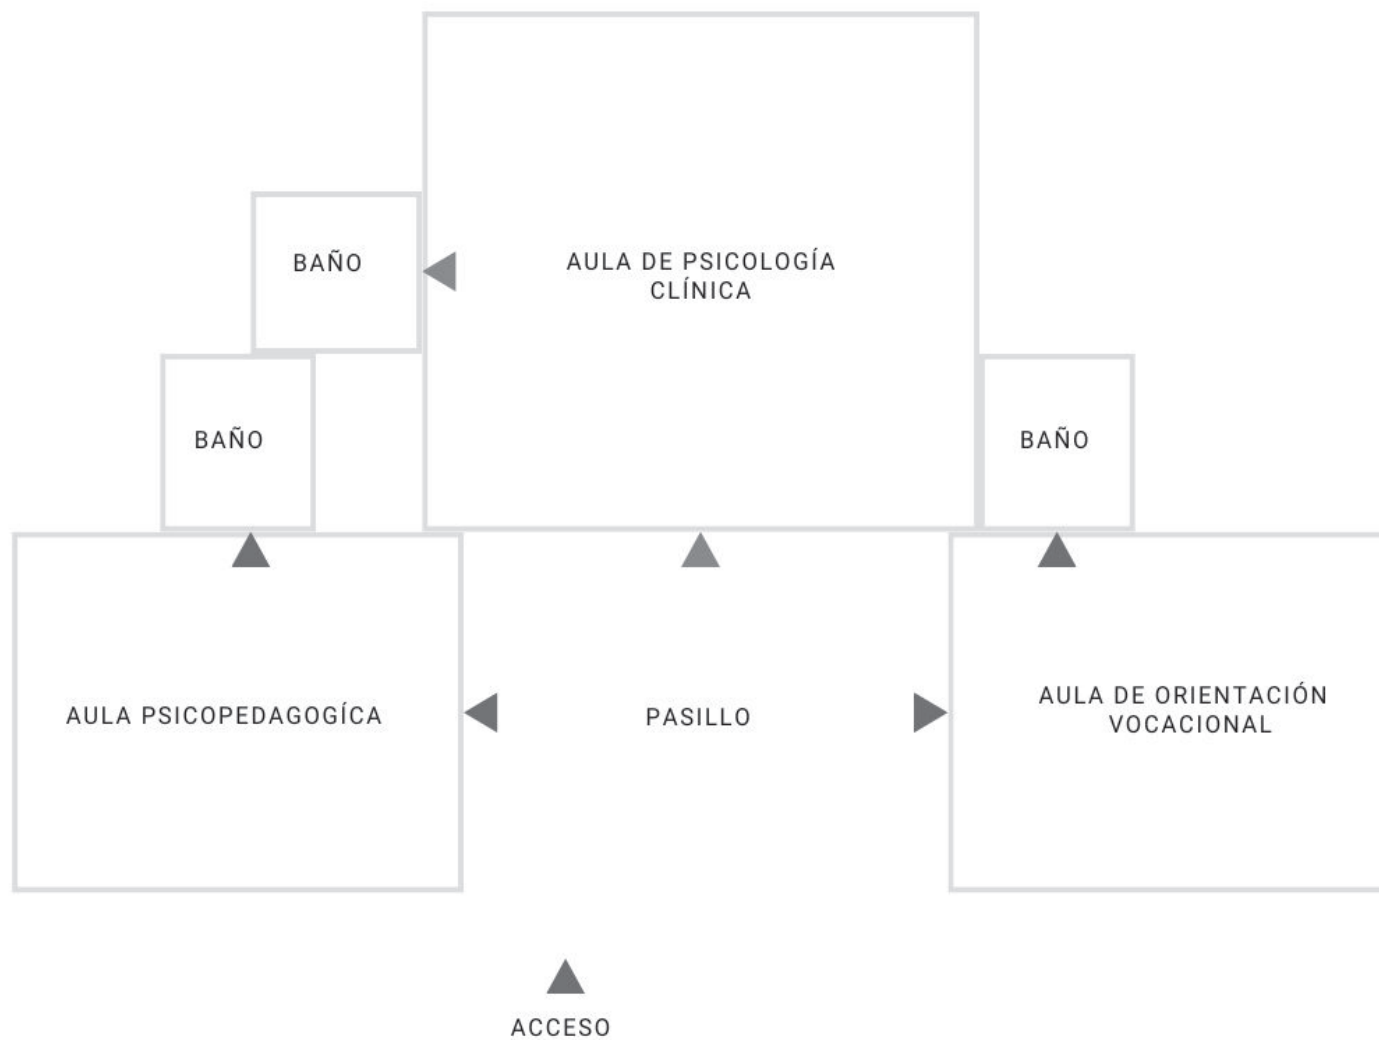 AULA DE PSICOLOGÍA
CLÍNICA
BAÑO
BAÑO
BAÑO
AULA PSICOPEDAGOGÍCA
PASILLO
AULA DE ORIENTACIÓN
VOCACIONAL
ACCESO